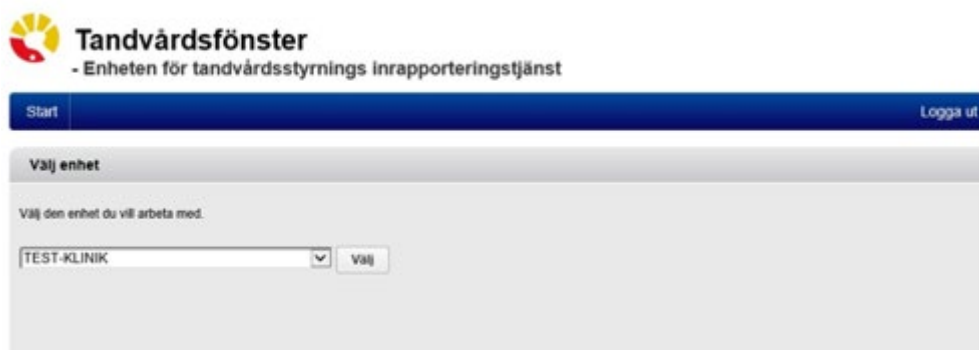 Tandvårdsfönster
- Enheten för tandvårdsstyrnings inrapporteringstjänst
Start Logga ut
Välj enhet
Välj den enhet du vill arbeta med.
TEST-KLINIK Välj